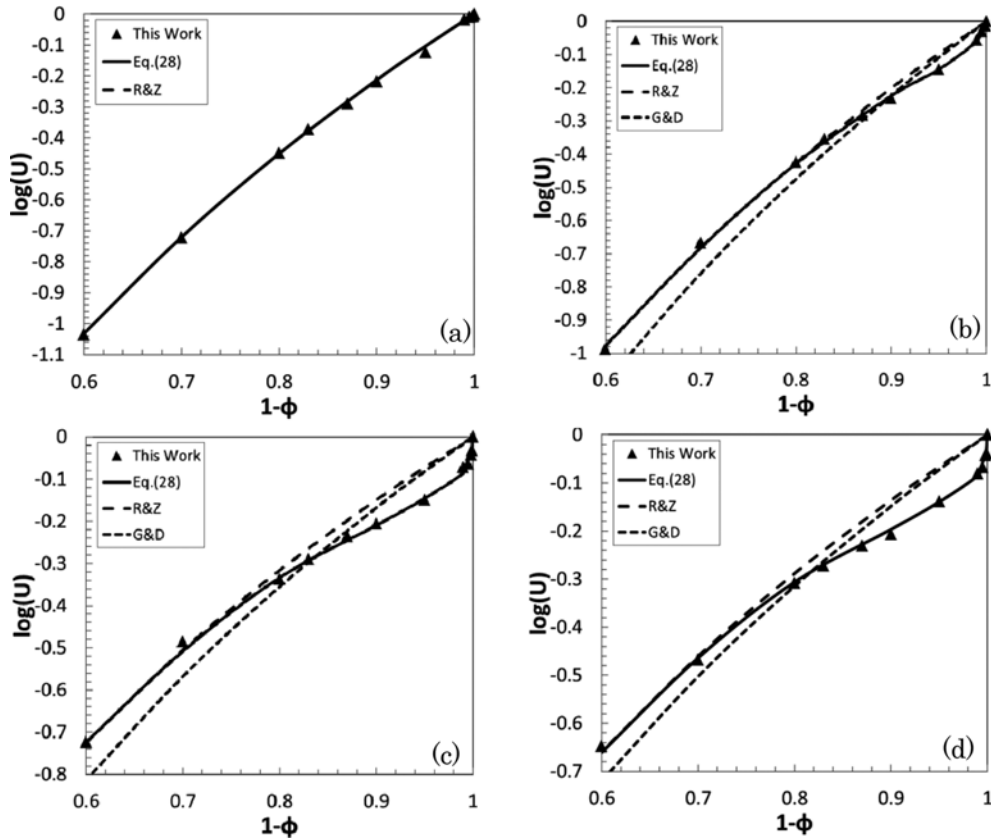 0
-0.1
-0.2
-0.3
-0.4
-0.5
-0.6
-0.7
-0.8
-0.9
-1
-1.1
log(U)
▲ This Work
Eq.(28)
R&Z
(a)
0.6 0.7 0.8 0.9 1
1-ϕ
0
-0.1
-0.2
-0.3
-0.4
-0.5
-0.6
-0.7
-0.8
-0.9
-1
log(U)
▲ This Work
Eq.(28)
R&Z
G&D
(b)
0.6 0.7 0.8 0.9 1
1-ϕ
0
-0.1
-0.2
-0.3
-0.4
-0.5
-0.6
-0.7
-0.8
log(U)
▲ This Work
Eq.(28)
R&Z
G&D
(c)
0.6 0.7 0.8 0.9 1
1-ϕ
0
-0.1
-0.2
-0.3
-0.4
-0.5
-0.6
-0.7
log(U)
▲ This Work
Eq.(28)
R&Z
G&D
(d)
0.6 0.7 0.8 0.9 1
1-ϕ